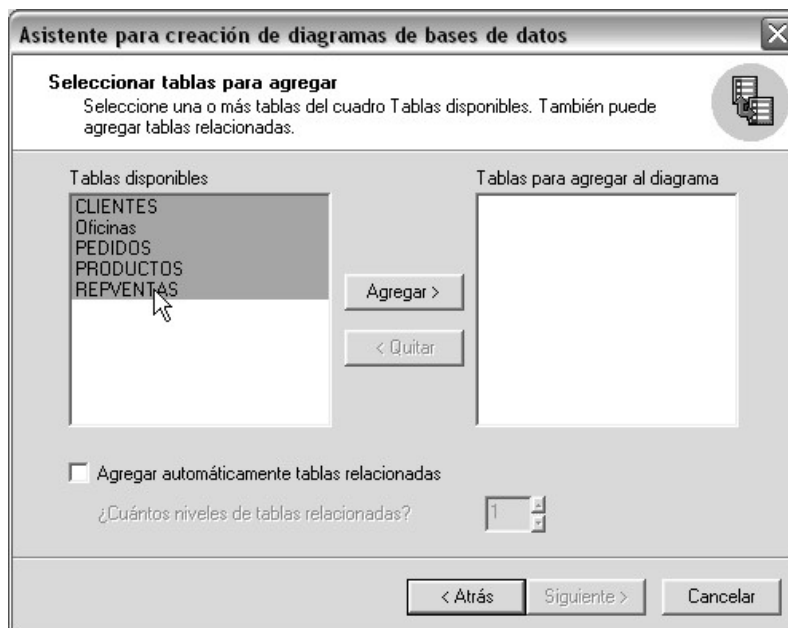 Asistente para creación de diagramas de bases de datos
Seleccionar tablas para agregar
Seleccione una o más tablas del cuadro Tablas disponibles. También puede
agregar tablas relacionadas.
Tablas disponibles
CLIENTES
Oficinas
PEDIDOS
PRODUCTOS
REPVENTAS
Agregar >
< Quitar
Tablas para agregar al diagrama
Agregar automáticamente tablas relacionadas
¿Cuántos niveles de tablas relacionadas?
1
< Atrás
Siguiente >
Cancelar